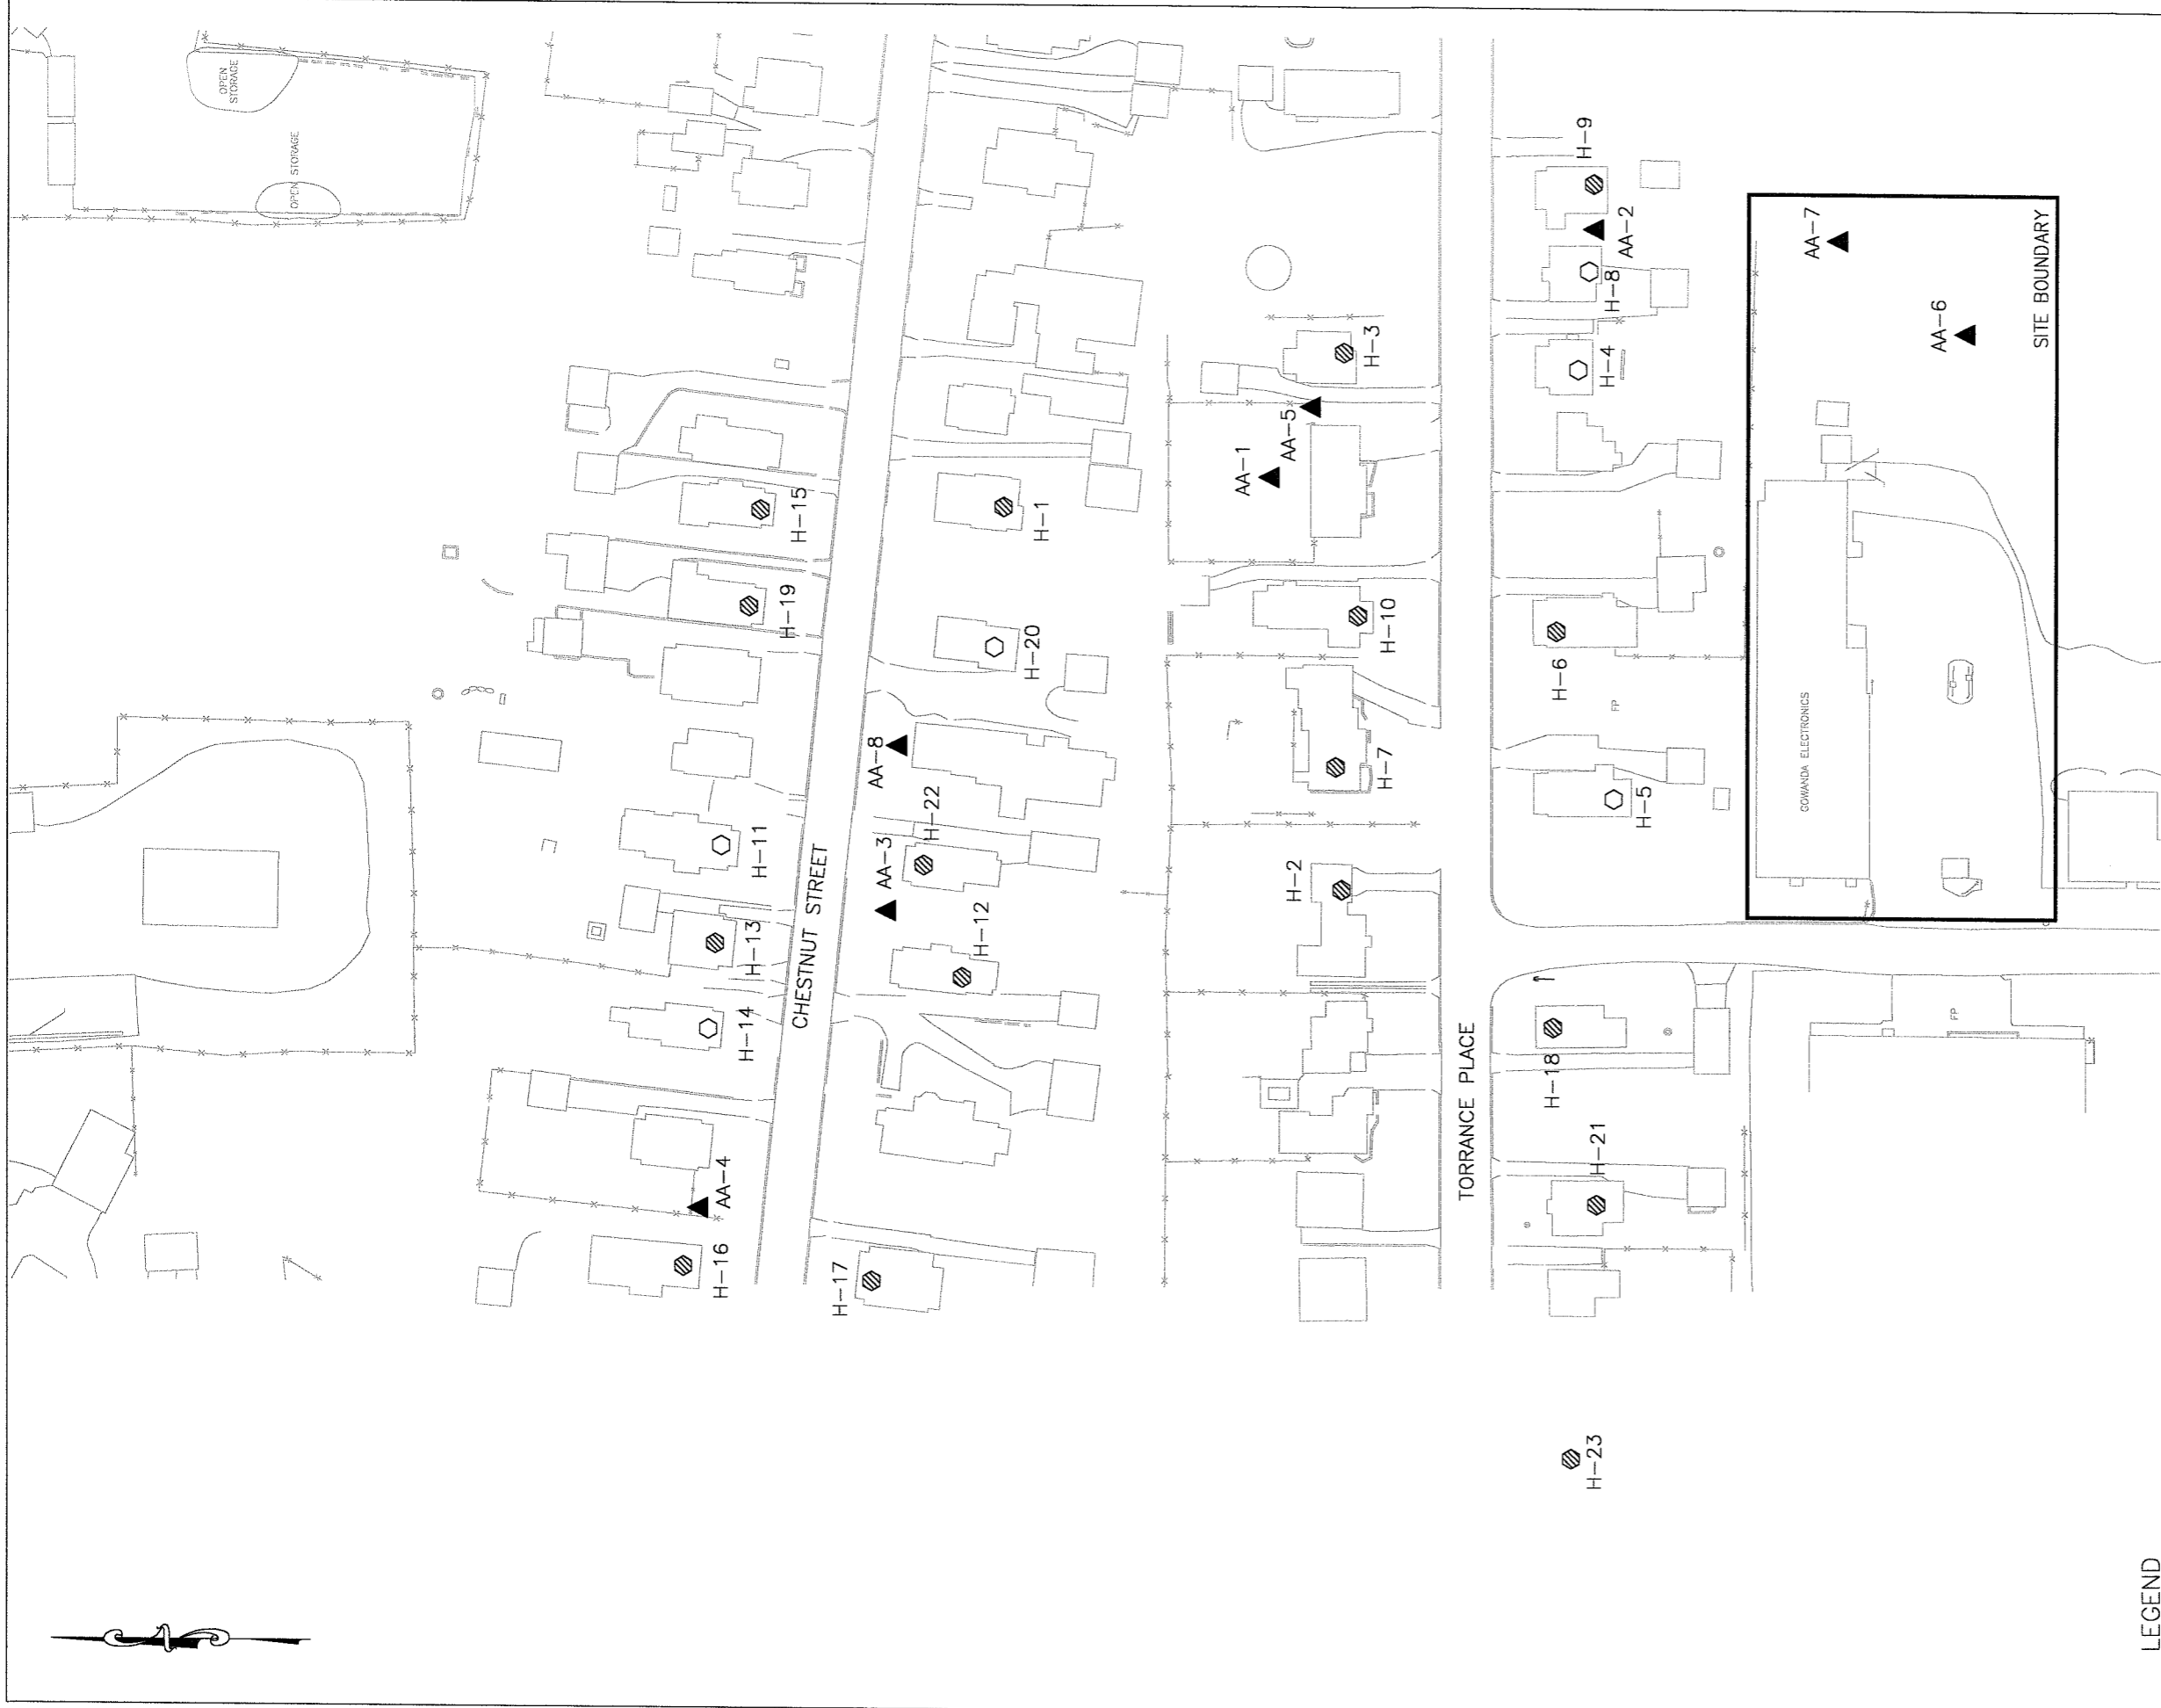 OPEN
STORAGE
OPEN STORAGE
H-15
H-19
H-11
H-13
H-14
AA-4
H-16
CHESTNUT STREET
H-1
H-20
AA-8
H-22
AA-3
H-12
H-17
H-3
AA-5
AA-1
H-10
H-7
H-2
TORRANCE PLACE
H-9
AA-2
H-8
H-4
H-6
FP
H-5
H-18
H-21
H-23
AA-7
AA-6
SITE BOUNDARY
GOWANDA ELECTRONICS
FP
N
LEGEND